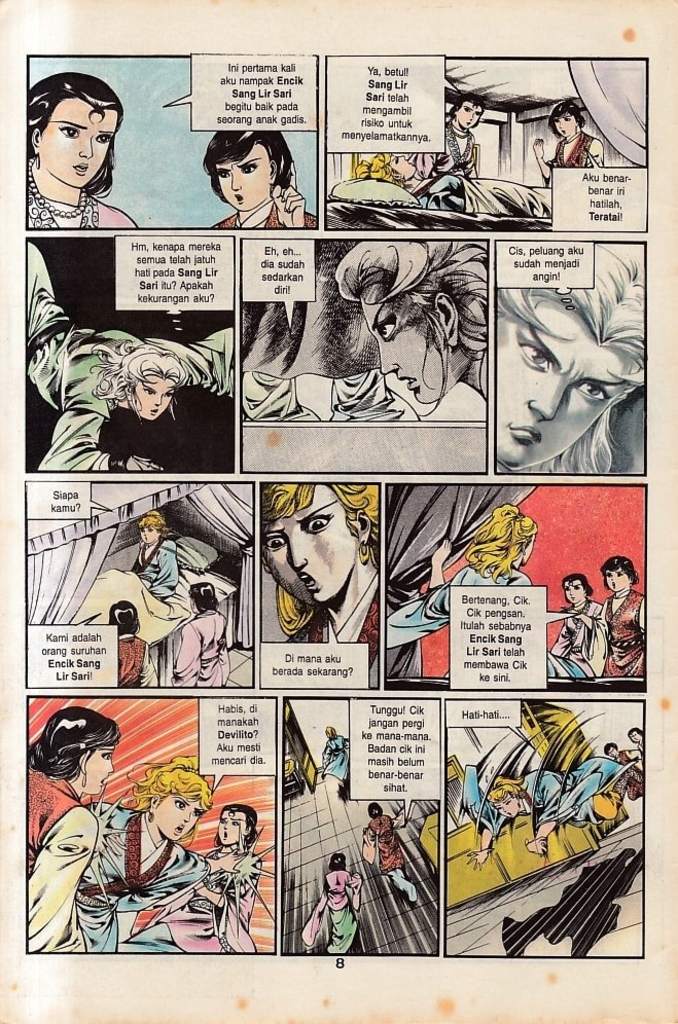 Ini pertama kali
aku nampak Encik
Sang Lir Sari
begitu baik pada
seorang anak gadis.
Ya, betul!
Sang Lir
Sari telah
mengambil
risiko untuk
menyelamatkannya.
Aku benar-
benar iri
hatilah,
Teratai!
Hm, kenapa mereka
semua telah jatuh
hati pada Sang Lir
Sari itu? Apakah
kekurangan aku?
Eh, eh...
dia sudah
sedarkan
diri!
Cis, peluang aku
sudah menjadi
angin!
Siapa
kamu?
Kami adalah
orang suruhan
Encik Sang
Lir Sari!
Di mana aku
berada sekarang?
Bertenang, Cik.
Cik pengsan.
Itulah sebabnya
Encik Sang
Lir Sari telah
membawa Cik
ke sini.
Habis, di
manakah
Devilito?
Aku mesti
mencari dia.
Tunggu! Cik
jangan pergi
ke mana-mana.
Badan cik ini
masih belum
benar-benar
sihat.
Hati-hati....
8